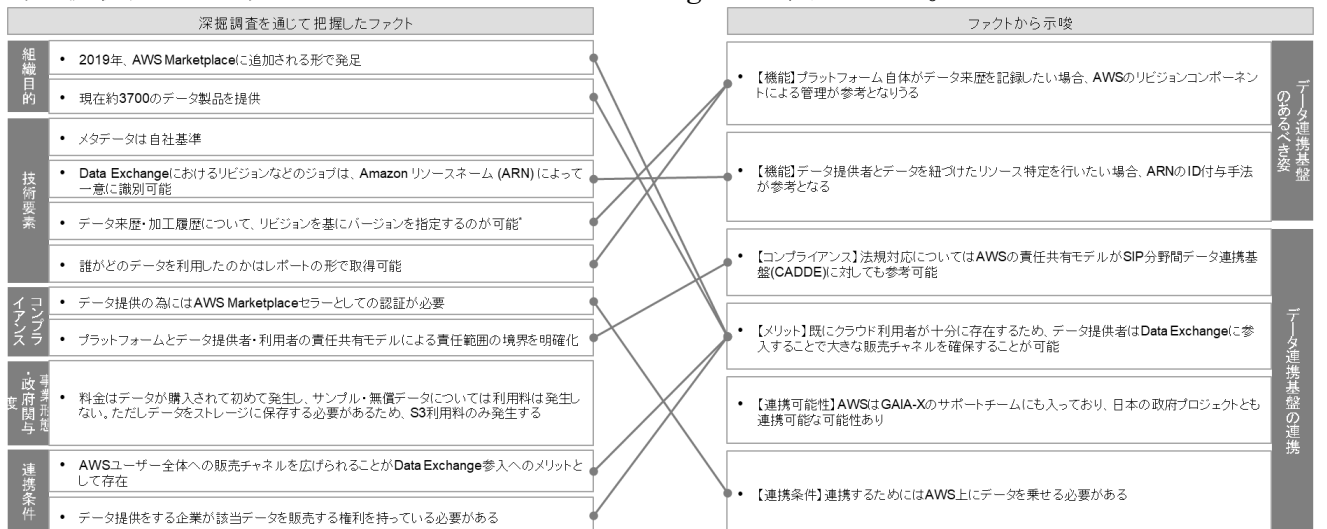 深掘調査を通じて把握したファクト
組織目的
• 2019年、AWS Marketplaceに追加される形で発足
• 現在約3700のデータ製品を提供
技術要素
• メタデータは自社基準
• Data Exchangeにおけるリビジョンなどのジョブは、Amazon リソースネーム (ARN) によって
一意に識別可能
• データ来歴・加工履歴について、リビジョンを基にバージョンを指定するのが可能*
• 誰がどのデータを利用したのかはレポートの形で取得可能
コンプラ
イアンス
• データ提供の為にはAWS Marketplaceセラーとしての認証が必要
• プラットフォームとデータ提供者・利用者の責任共有モデルによる責任範囲の境界を明確化
事業形態
・政府関与
度
• 料金はデータが購入されて初めて発生し、サンプル・無償データについては利用料は発生し
ない。ただしデータをストレージに保存する必要があるため、S3利用料のみ発生する
連携条件
• AWSユーザー全体への販売チャネルを広げられることがData Exchange参入へのメリットと
して存在
• データ提供をする企業が該当データを販売する権利を持っている必要がある
ファクトから示唆
• 【機能】プラットフォーム自体がデータ来歴を記録したい場合、AWSのリビジョンコンポーネン
トによる管理が参考となりうる
• 【機能】データ提供者とデータを紐づけたリソース特定を行いたい場合、ARNのID付与手法
が参考となる
データ連携基盤
のあるべき姿
• 【コンプライアンス】法規対応についてはAWSの責任共有モデルがSIP分野間データ連携基
盤(CADDE)に対しても参考可能
• 【メリット】既にクラウド利用者が十分に存在するため、データ提供者はData Exchangeに参
入することで大きな販売チャネルを確保することが可能
• 【連携可能性】AWSはGAIA-Xのサポートチームにも入っており、日本の政府プロジェクトとも
連携可能な可能性あり
• 【連携条件】連携するためにはAWS上にデータを乗せる必要がある
データ連携基盤の連携